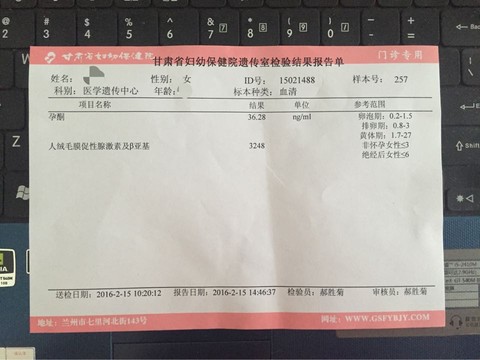 甘肃省妇幼保健院
门诊专用
甘肃省妇幼保健院遗传室检验结果报告单
姓名: 性别: 女 ID号: 15021488 样本号: 257
科别: 医学遗传中心 年龄: 标本种类: 血清
项目名称 结果 单位 参考范围
孕酮 36.28 ng/ml 卵泡期: 0.2-1.5
排卵期: 0.8-3
黄体期: 1.7-27
人绒毛膜促性腺激素及β亚基 3248 非怀孕女性≤3
绝经后女性≤6
送检日期: 2016-2-15 10:20:12 报告日期: 2016-2-15 14:46:37 检验员: 郝胜菊 审核员: 郝胜菊
地址: 兰州市七里河北街143号 网址: WWW.GSFYBJY.COM